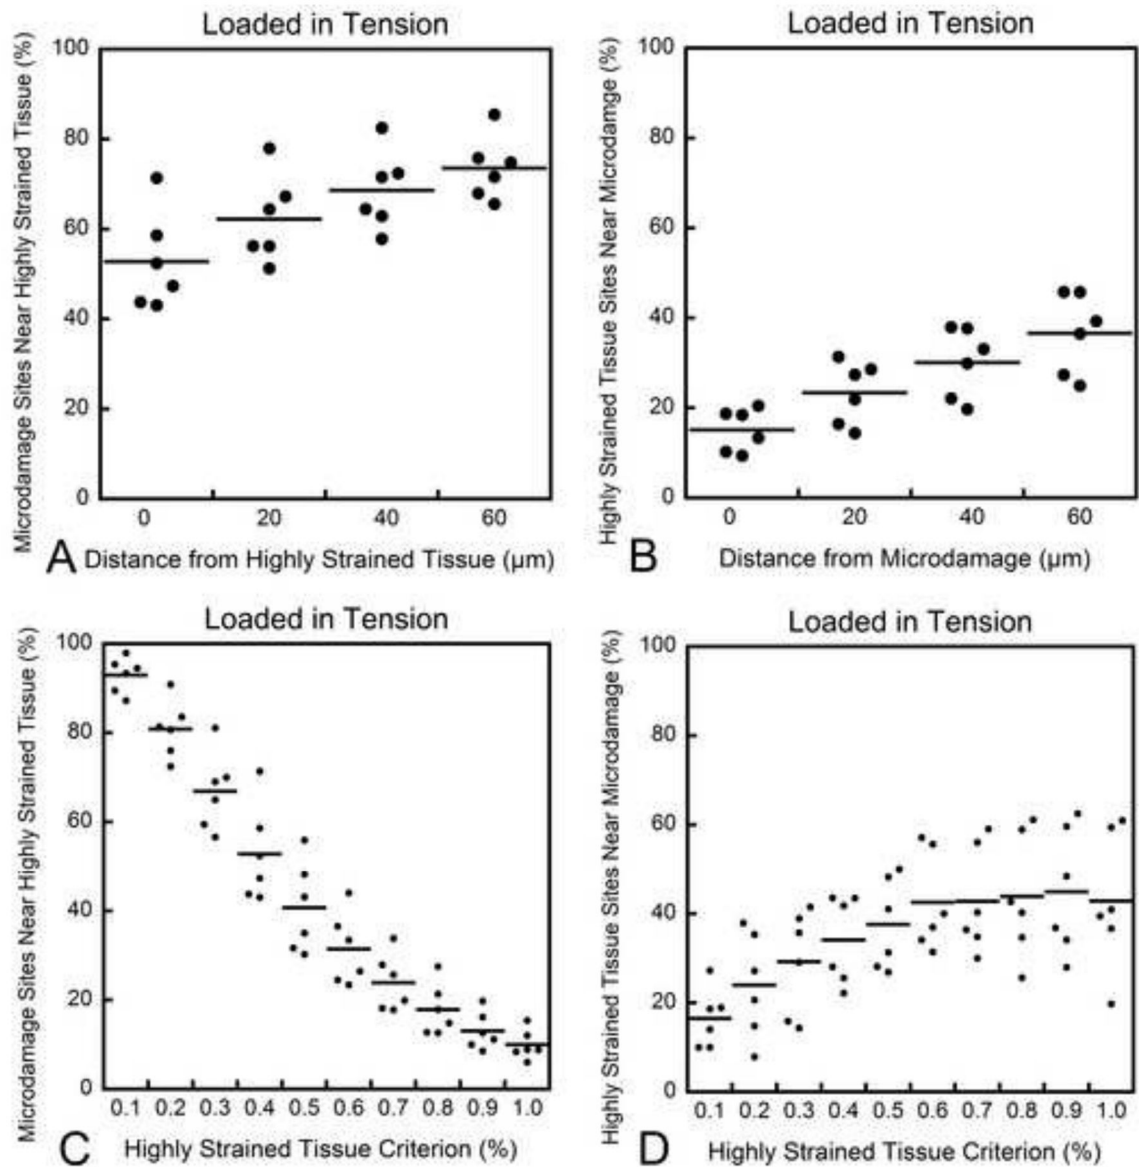 Loaded in Tension
Microdamage Sites Near Highly Strained Tissue (%)
100
80
60
40
20
0
0 20 40 60
A Distance from Highly Strained Tissue (µm)
Loaded in Tension
Highly Strained Tissue Sites Near Microdamge (%)
100
80
60
40
20
0
0 20 40 60
B Distance from Microdamage (µm)
Loaded in Tension
Microdamage Sites Near Highly Strained Tissue (%)
100
80
60
40
20
0
0.1 0.2 0.3 0.4 0.5 0.6 0.7 0.8 0.9 1.0
C Highly Strained Tissue Criterion (%)
Loaded in Tension
Highly Strained Tissue Sites Near Microdamage (%)
100
80
60
40
20
0
0.1 0.2 0.3 0.4 0.5 0.6 0.7 0.8 0.9 1.0
D Highly Strained Tissue Criterion (%)